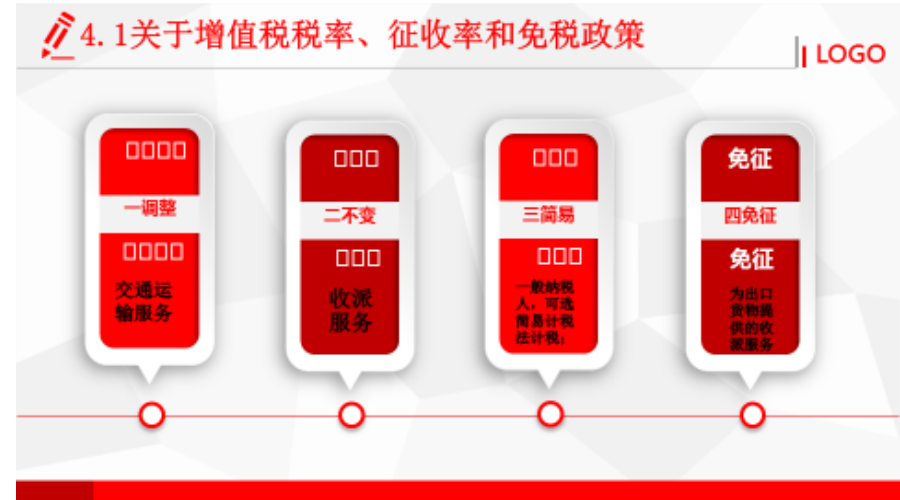 4.1关于增值税税率、征收率和免税政策
LOGO
□□□□
一调整
□□□□
交通运
输服务
□□□
二不变
□□□
收派
服务
□□□
三简易
□□□
一般纳税
人，可选
简易计税
法计税；
免征
四免征
免征
为出口
货物提
供的收
派服务